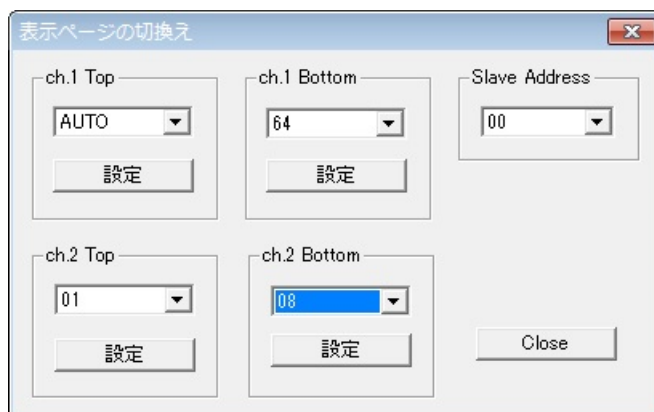 表示ページの切換え
ch.1 Top
ch.1 Bottom
Slave Address
AUTO
64
00
設定
設定
ch.2 Top
ch.2 Bottom
01
08
設定
設定
Close